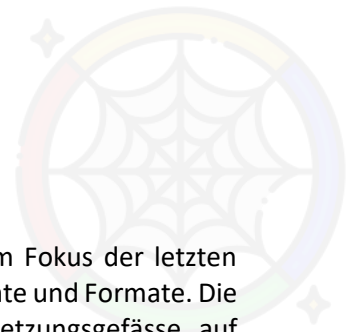 m Fokus der letzten
te und Formate. Die
etzungsgefässe auf